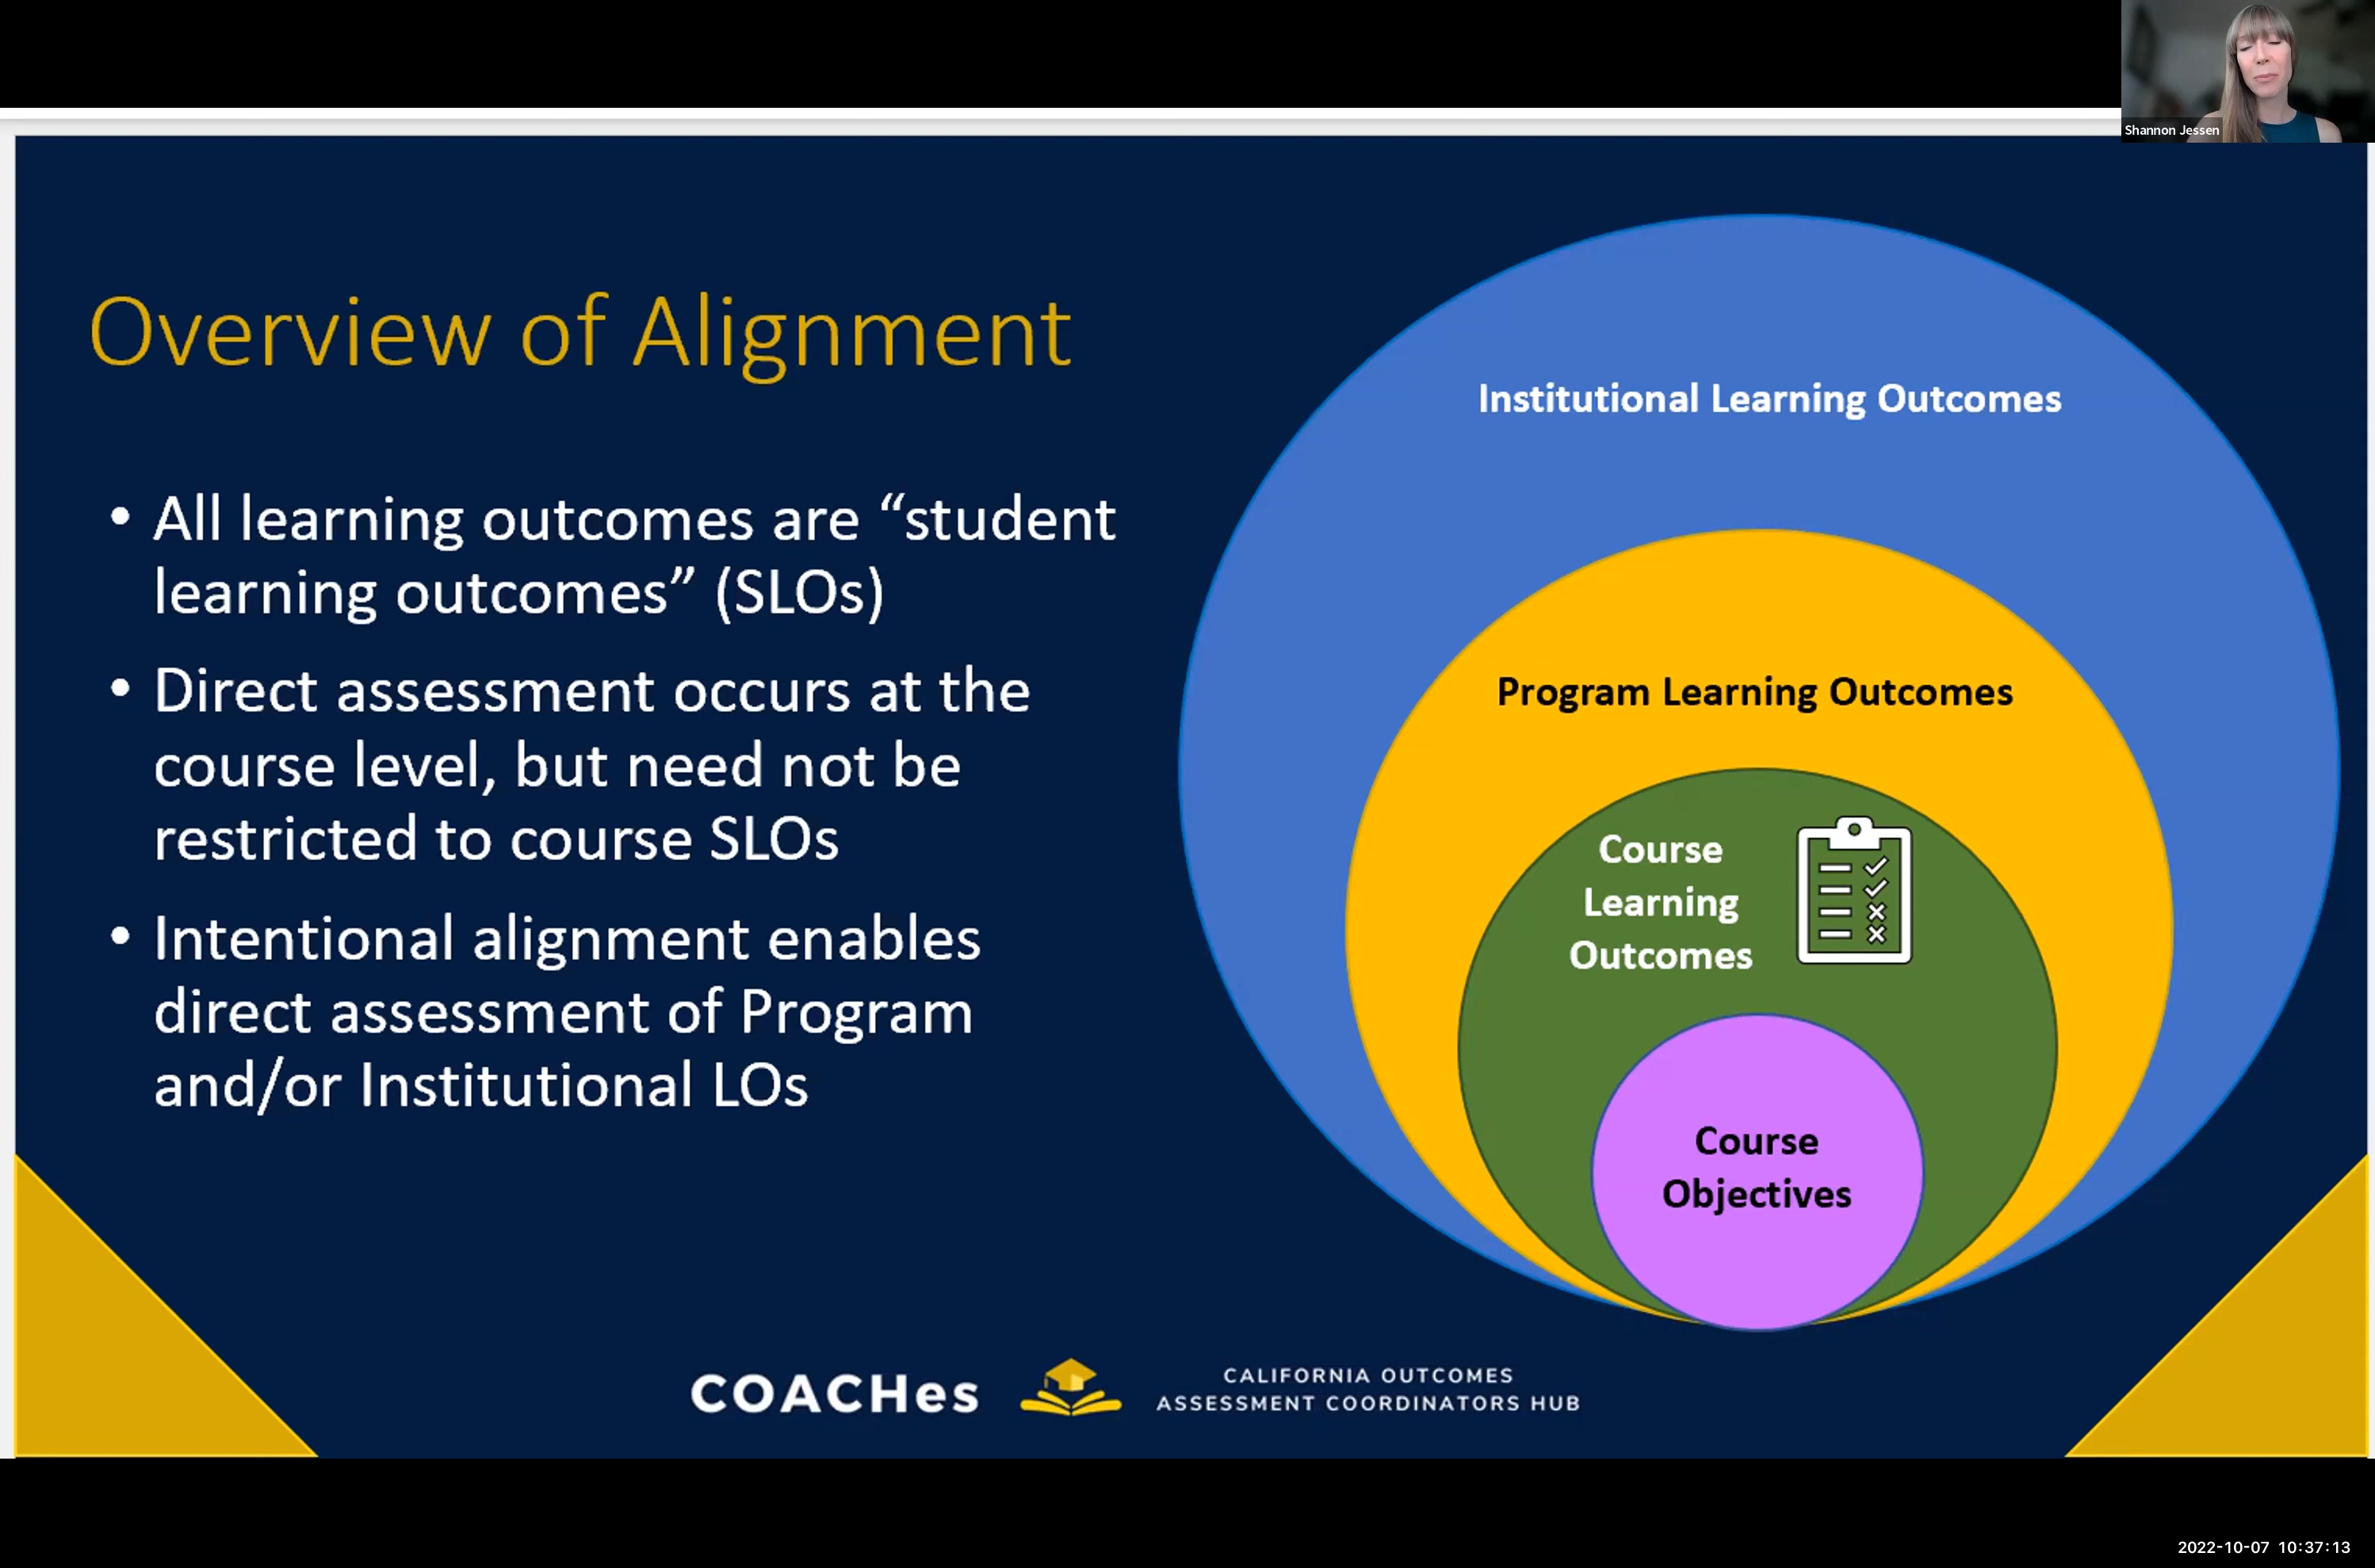 Shannon Jessen
Overview of Alignment
• All learning outcomes are “student
learning outcomes” (SLOs)
• Direct assessment occurs at the
course level, but need not be
restricted to course SLOs
• Intentional alignment enables
direct assessment of Program
and/or Institutional LOs
Institutional Learning Outcomes
Program Learning Outcomes
Course
Learning
Outcomes
Course
Objectives
COACHes
CALIFORNIA OUTCOMES
ASSESSMENT COORDINATORS HUB
2022-10-07 10:37:13